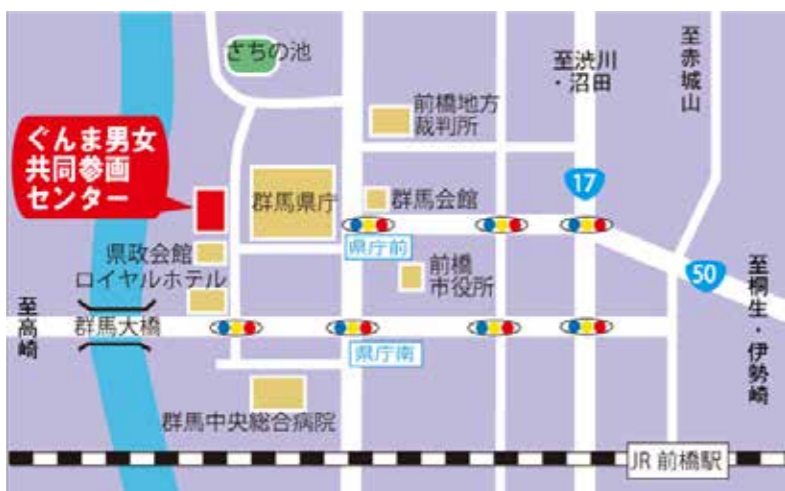 さちの池
至渋川
・沼田
至赤城山
前橋地方
裁判所
ぐんま男女
共同参画
センター
17
群馬県庁
群馬会館
県庁前
県政会館
ロイヤルホテル
前橋
市役所
50
至桐生・伊勢崎
至高崎
群馬大橋
県庁南
群馬中央総合病院
JR 前橋駅